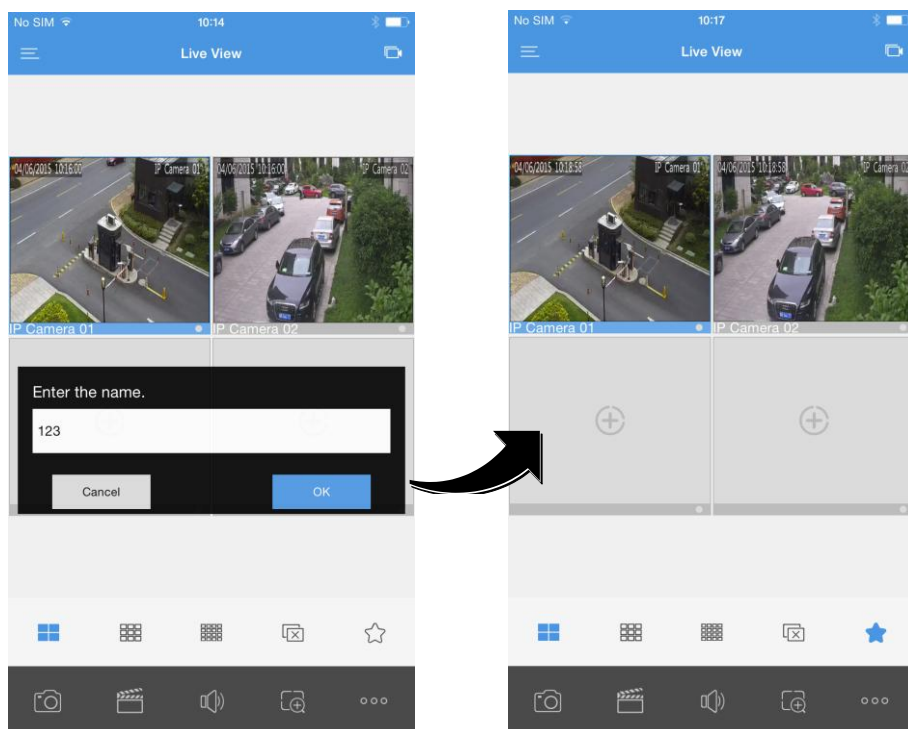 No SIM 10:14
Live View
04/06/2015 10:16:00 IP Camera 01
04/06/2015 10:16:00 IP Camera 02
IP Camera 01
IP Camera 02
Enter the name.
123
Cancel
OK
No SIM 10:17
Live View
04/06/2015 10:18:58 IP Camera 01
04/06/2015 10:18:58 IP Camera 02
IP Camera 01
IP Camera 02